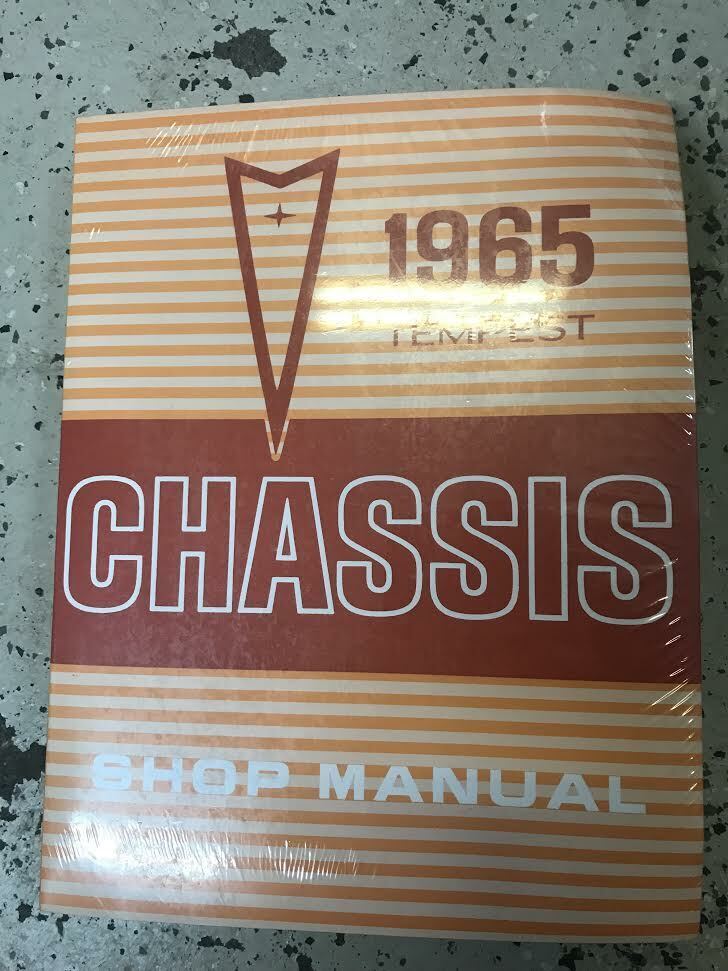 1965
TEMPEST
CHASSIS
SHOP MANUAL